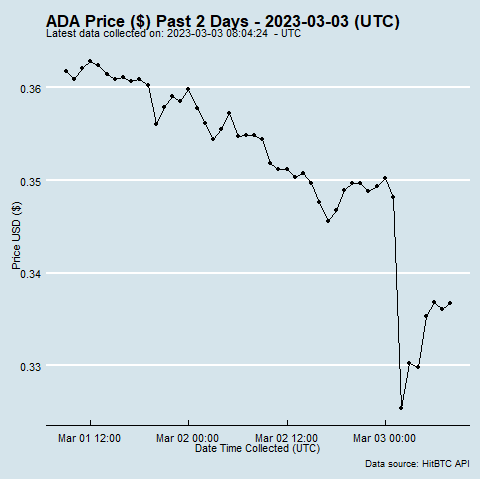 ADA Price ($) Past 2 Days - 2023-03-03 (UTC)
Latest data collected on: 2023-03-03 08:04:24  - UTC
0.36
0.35
Price USD ($)
0.34
0.33
Mar 01 12:00 Mar 02 00:00 Mar 02 12:00 Mar 03 00:00
Date Time Collected (UTC)
Data source: HitBTC API